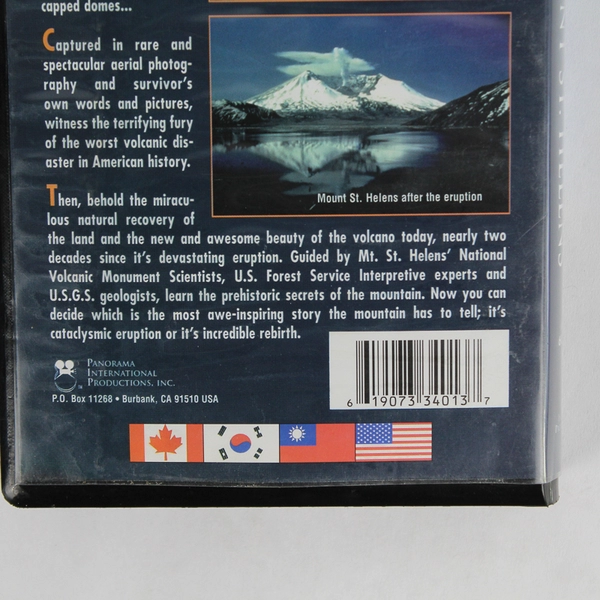 capped domes...
Captured in rare and
spectacular aerial photog-
raphy and survivor's
own words and pictures,
witness the terrifying fury
of the worst volcanic dis-
aster in American history.
Mount St. Helens after the eruption
Then, behold the miracu-
lous natural recovery of
the land and the new and awesome beauty of the volcano today, nearly two
decades since it's devastating eruption. Guided by Mt. St. Helens' National
Volcanic Monument Scientists, U.S. Forest Service Interpretive experts and
U.S.G.S. geologists, learn the prehistoric secrets of the mountain. Now you can
decide which is the most awe-inspiring story the mountain has to tell; it's
cataclysmic eruption or it's incredible rebirth.
PANORAMA
INTERNATIONAL
PRODUCTIONS, INC.
P.O. Box 11268 • Burbank, CA 91510 USA
6 19073 34013 7